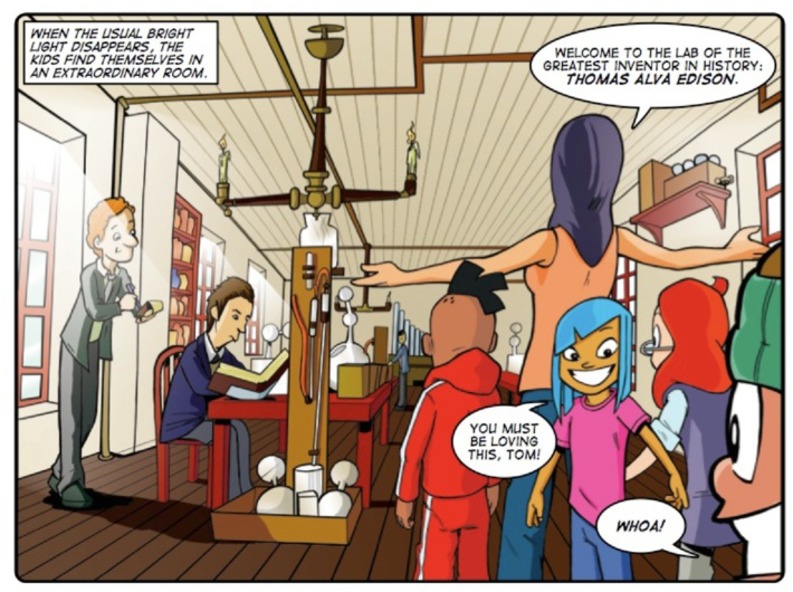 WHEN THE USUAL BRIGHT
LIGHT DISAPPEARS, THE
KIDS FIND THEMSELVES IN
AN EXTRAORDINARY ROOM.
WELCOME TO THE LAB OF THE
GREATEST INVENTOR IN HISTORY:
THOMAS ALVA EDISON.
YOU MUST
BE LOVING
THIS, TOM!
WHOA!